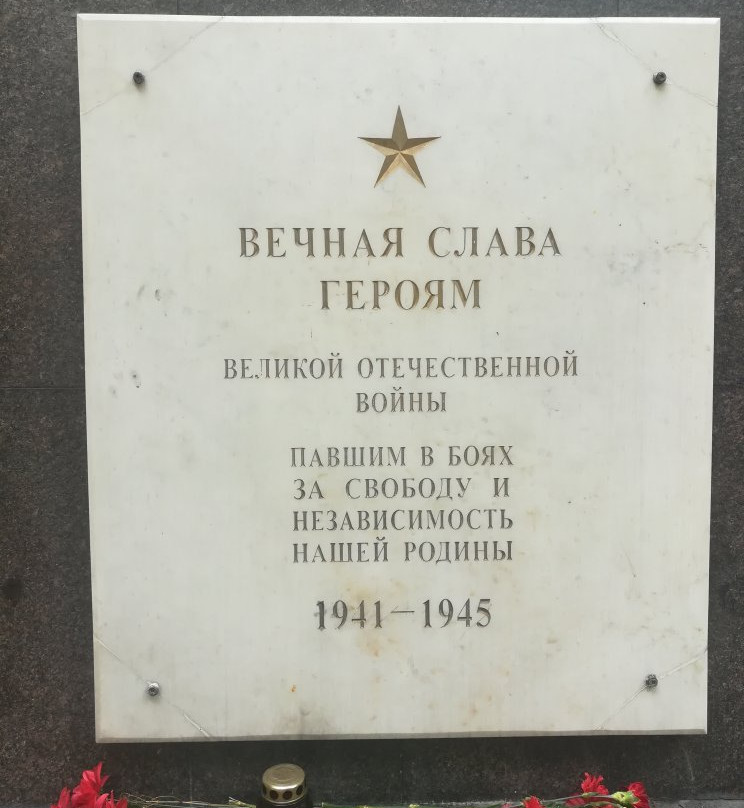 ВЕЧНАЯ СЛАВА
ГЕРОЯМ
ВЕЛИКОЙ ОТЕЧЕСТВЕННОЙ
ВОЙНЫ
ПАВШИМ В БОЯХ
ЗА СВОБОДУ И
НЕЗАВИСИМОСТЬ
НАШЕЙ РОДИНЫ
1941—1945